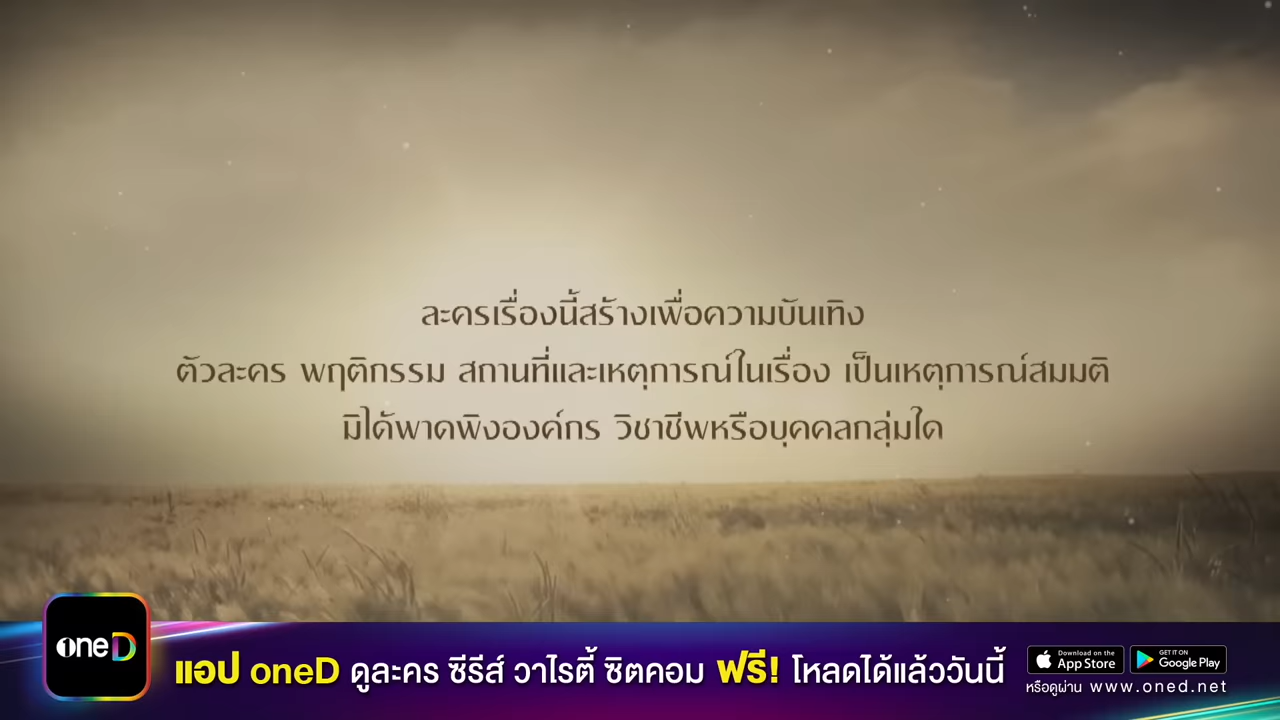 ละครเรื่องนี้สร้างเพื่อความบันเทิง
ตัวละคร พฤติกรรม สถานที่และเหตุการณ์ในเรื่อง เป็นเหตุการณ์สมมติ
มิได้พาดพิงองค์กร วิชาชีพหรือบุคคลกลุ่มใด
oneD
แอป oneD ดูละคร ซีรีส์ วาไรตี้ ซิตคอม ฟรี! โหลดได้แล้ววันนี้
Download on the App Store
GET IT ON Google Play
หรือดูผ่าน www.oned.net